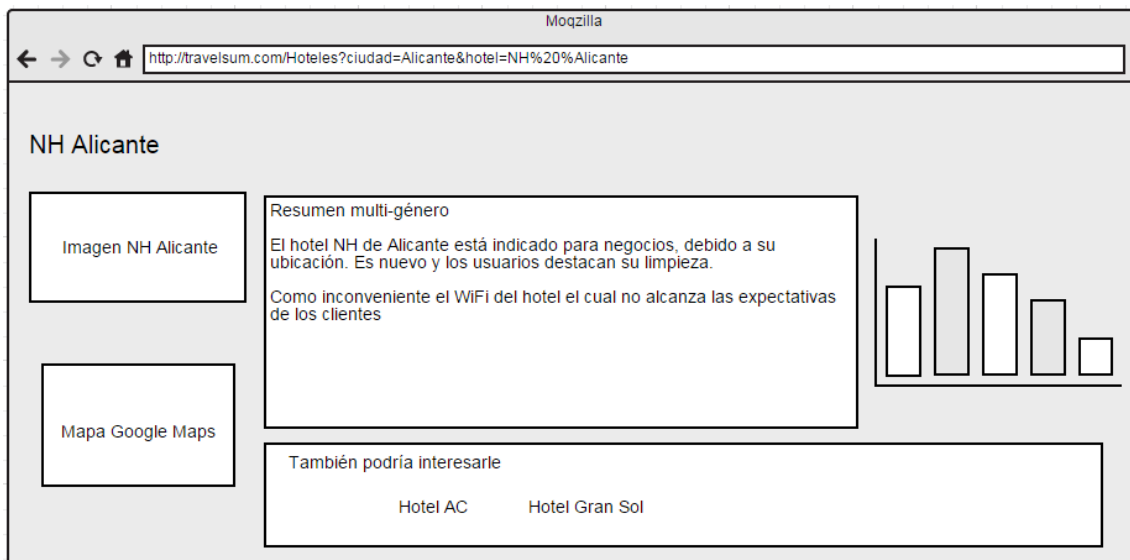 Moqzilla
http://travelsum.com/Hoteles?ciudad=Alicante&hotel=NH%20%Alicante
NH Alicante
Imagen NH Alicante
Resumen multi-género
El hotel NH de Alicante está indicado para negocios, debido a su
ubicación. Es nuevo y los usuarios destacan su limpieza.
Como inconveniente el WiFi del hotel el cual no alcanza las expectativas
de los clientes
Mapa Google Maps
También podría interesarle
Hotel AC Hotel Gran Sol